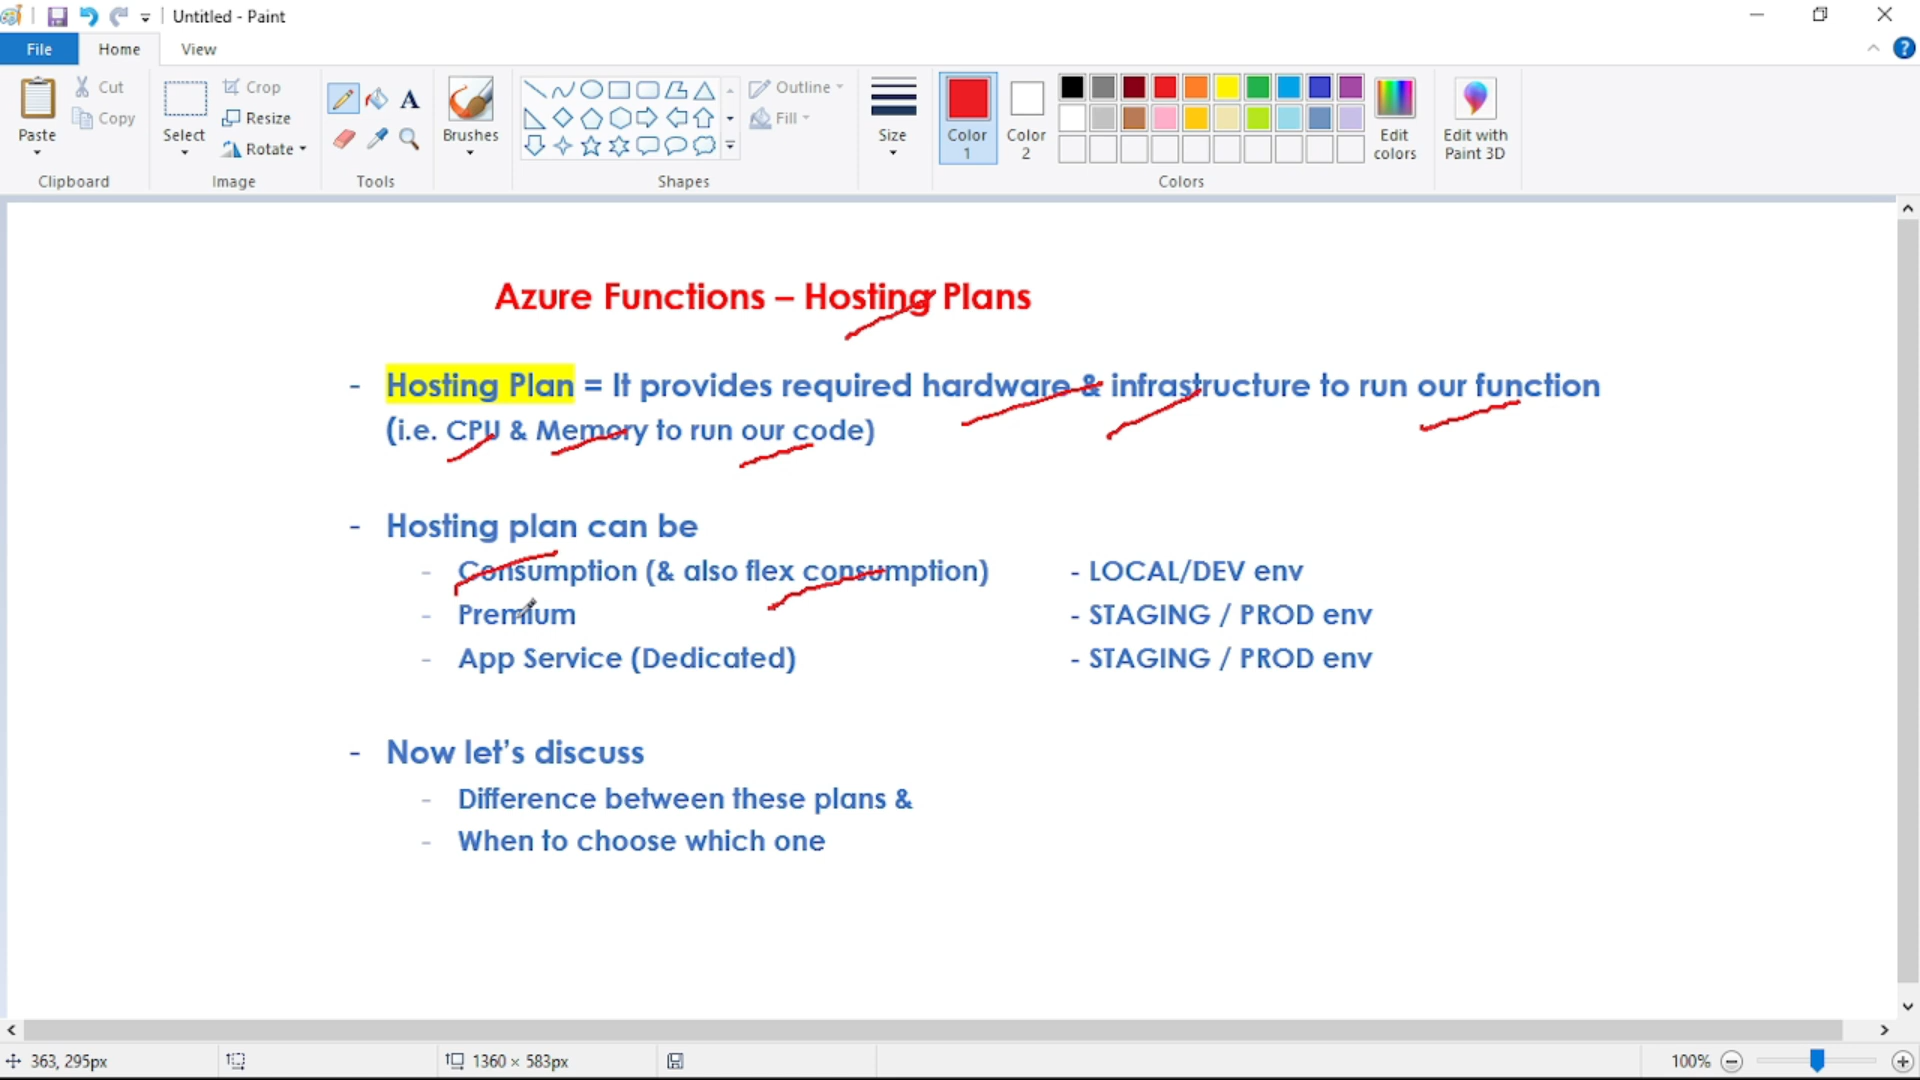 Untitled - Paint
File Home View
Paste
Cut
Copy
Clipboard
Select
Crop
Resize
Rotate
Image
A
Tools
Brushes
Shapes
Outline
Fill
Size
Color 1
Color 2
Edit colors
Edit with Paint 3D
Colors
Azure Functions – Hosting Plans
- Hosting Plan = It provides required hardware & infrastructure to run our function
(i.e. CPU & Memory to run our code)
- Hosting plan can be
- Consumption (& also flex consumption) - LOCAL/DEV env
- Premium - STAGING / PROD env
- App Service (Dedicated) - STAGING / PROD env
- Now let's discuss
- Difference between these plans &
- When to choose which one
363, 295px
1360 × 583px
100%